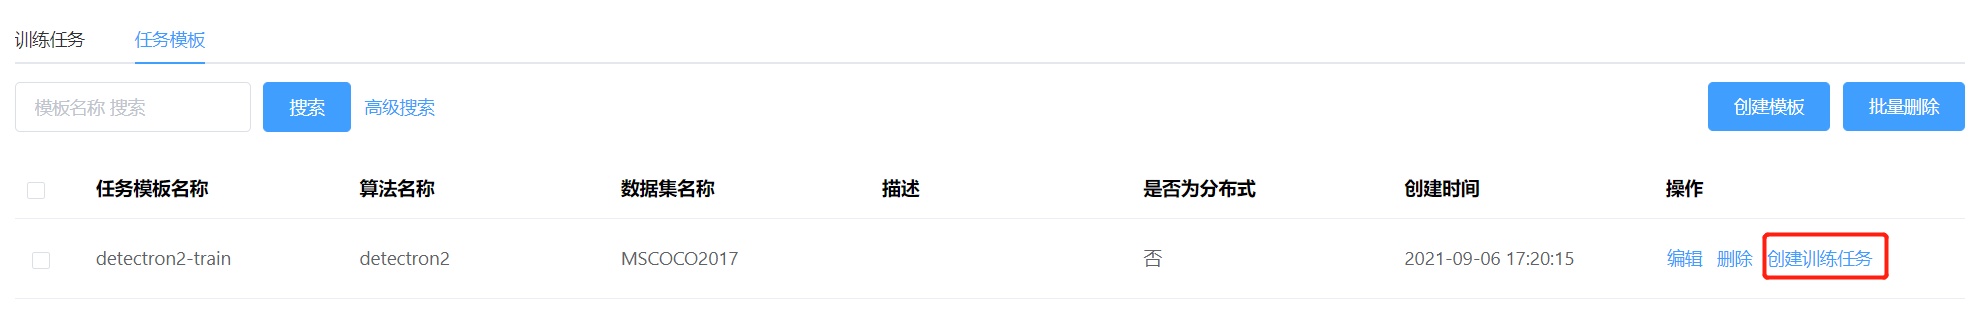 训练任务 任务模板
模板名称 搜索 搜索 高级搜索 创建模板 批量删除
任务模板名称 算法名称 数据集名称 描述 是否为分布式 创建时间 操作
detectron2-train detectron2 MSCOCO2017 否 2021-09-06 17:20:15 编辑 删除 创建训练任务